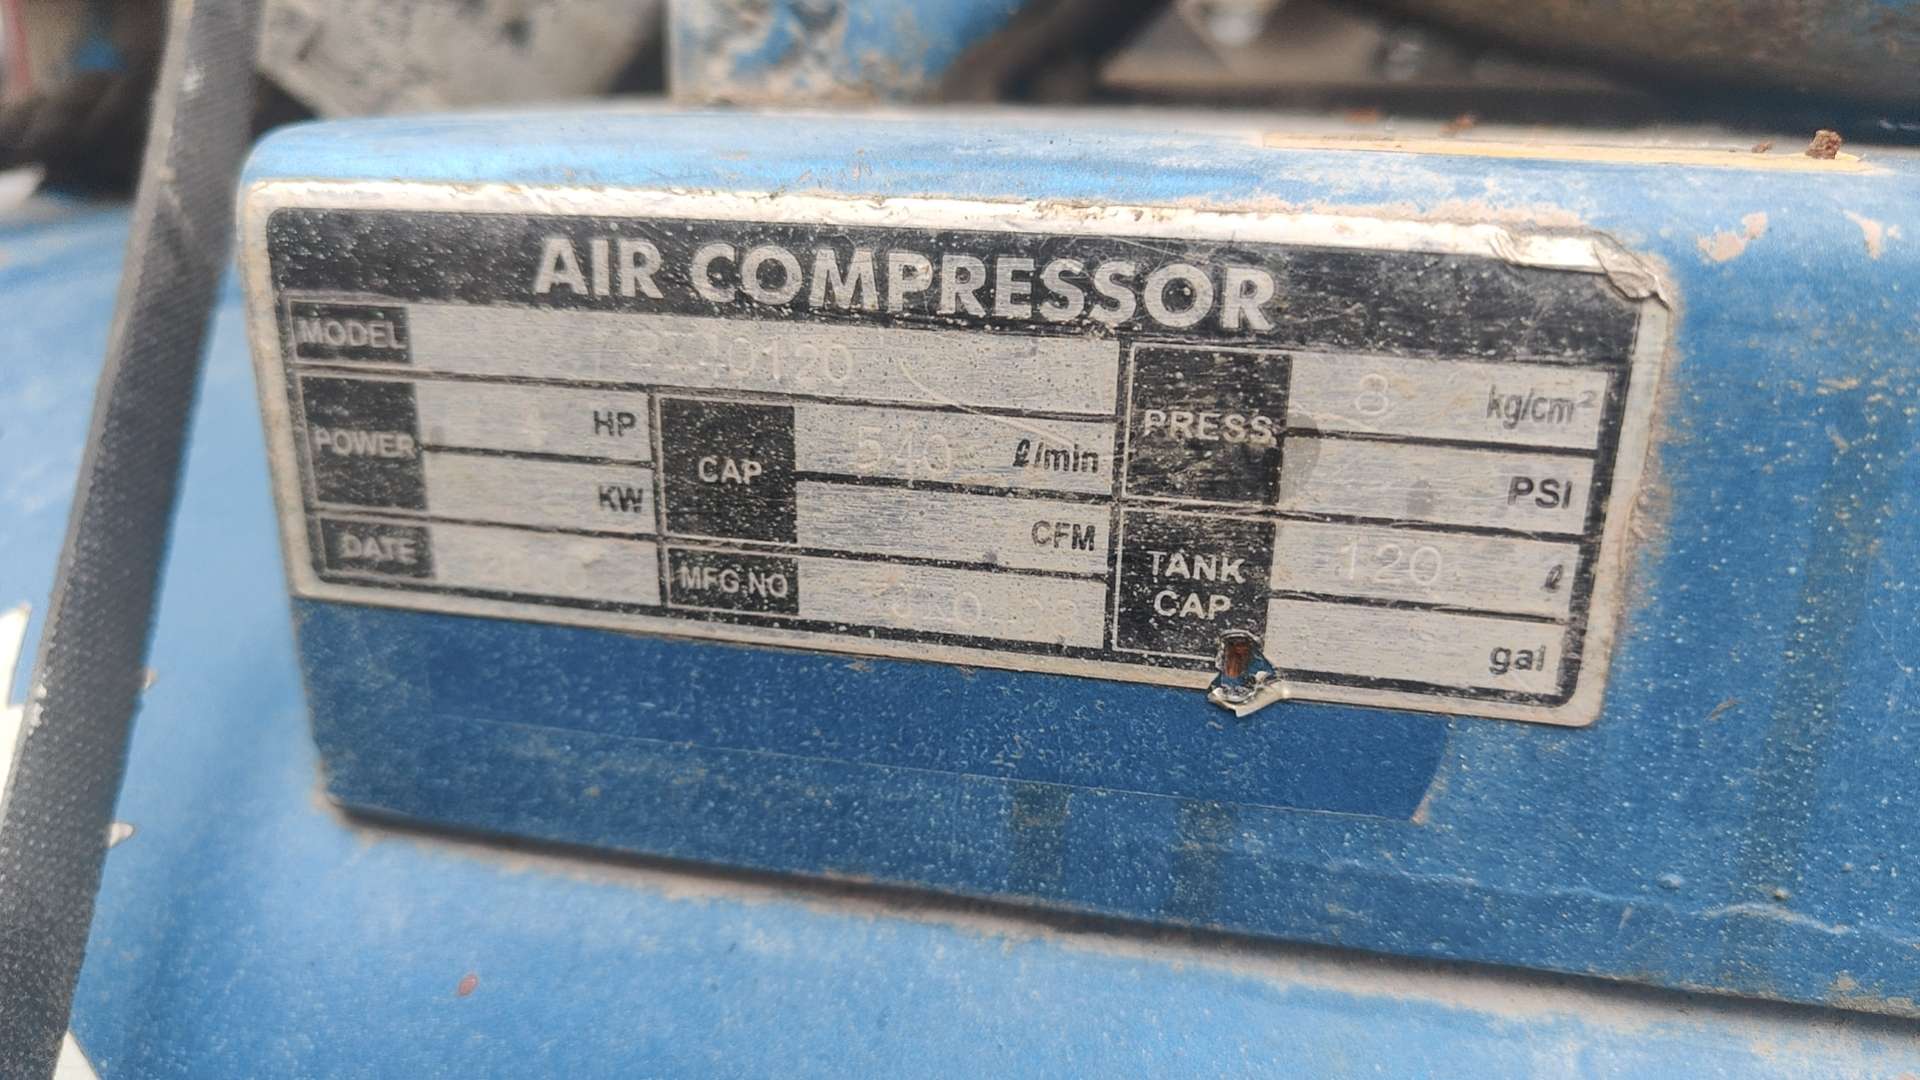 AIR COMPRESSOR
MODEL
POWER HP
KW
CAP 540 ℓ/min
CFM
PRESS 8 kg/cm²
PSI
DATE
MFG.NO
TANK CAP 120 ℓ
gal